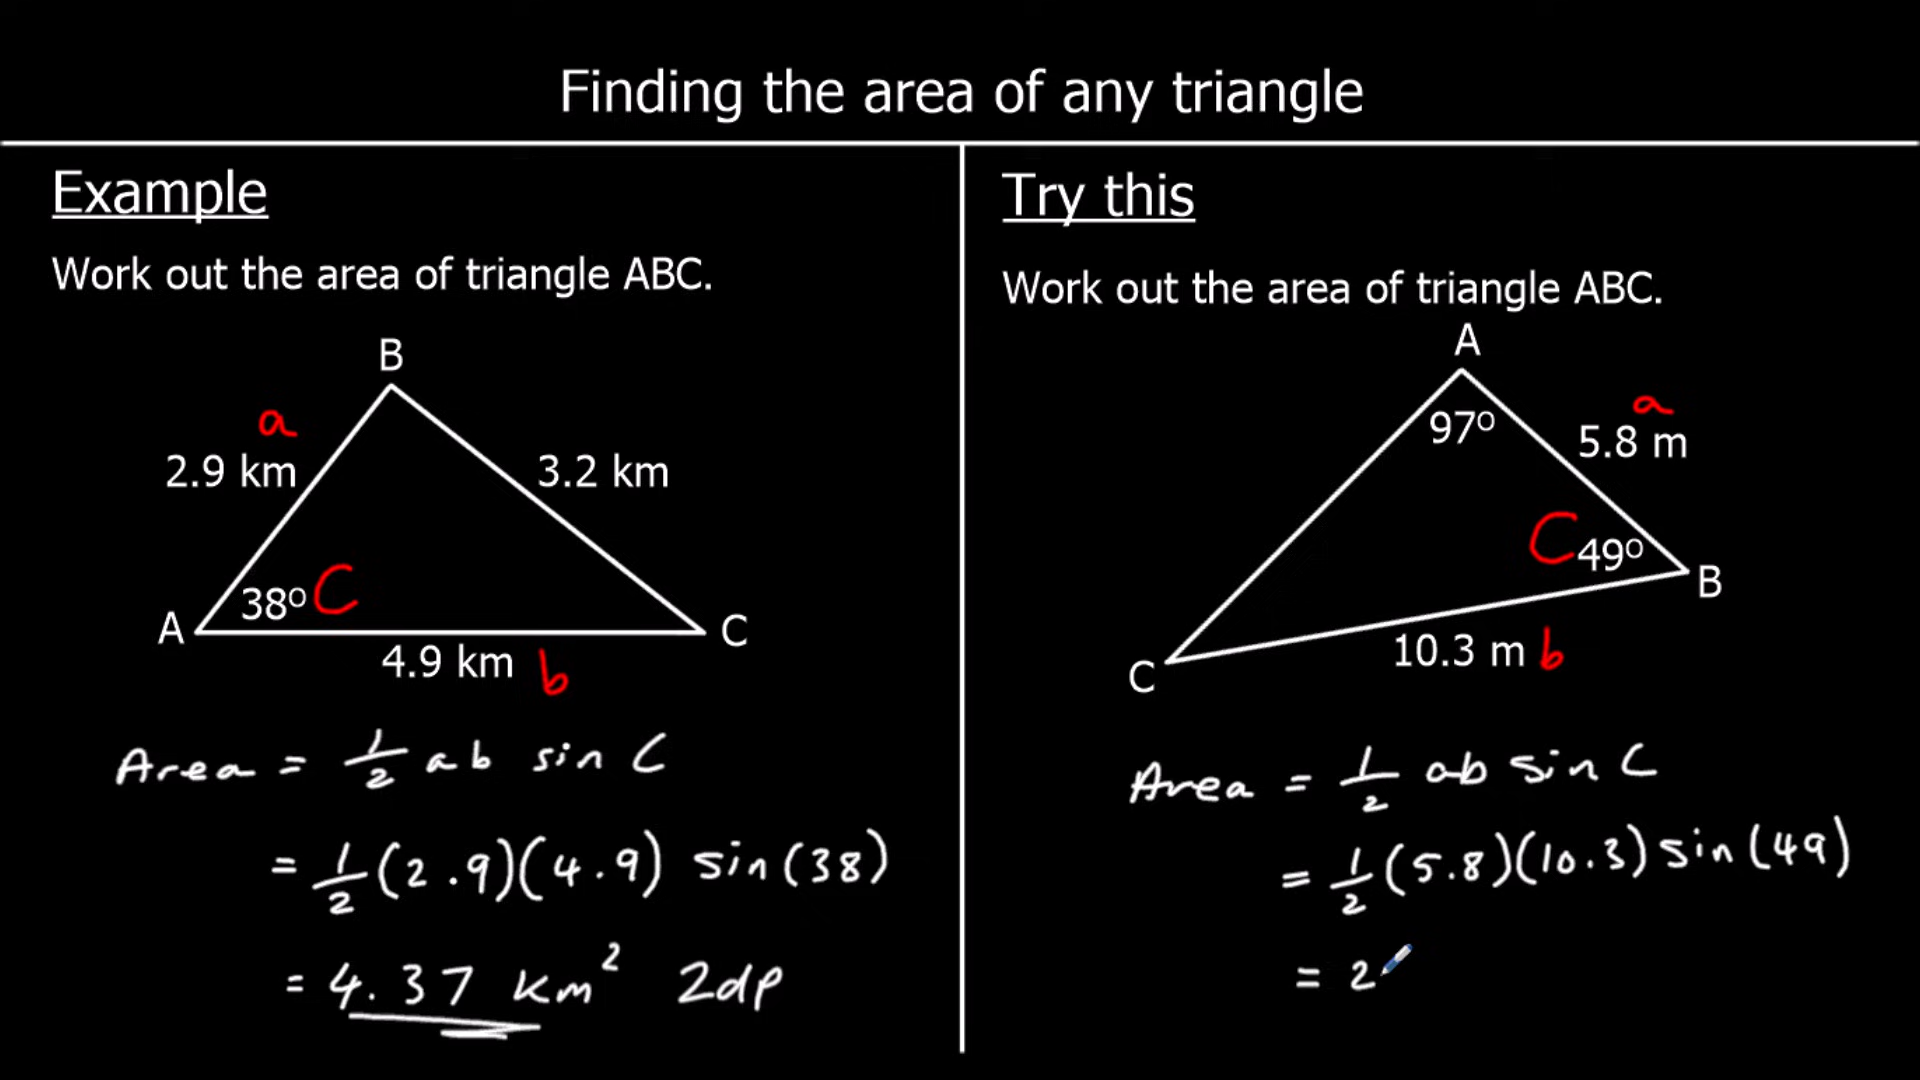 Finding the area of any triangle
Example
Work out the area of triangle ABC.
B
a
2.9 km
3.2 km
38º C
A
C
4.9 km b
Area = 1/2 ab sin C
= 1/2 (2.9)(4.9) sin(38)
= 4.37 km² 2dp
Try this
Work out the area of triangle ABC.
A
97º
a
5.8 m
C 49º
B
10.3 m b
C
Area = 1/2 ab sin C
= 1/2 (5.8)(10.3) sin(49)
= 2